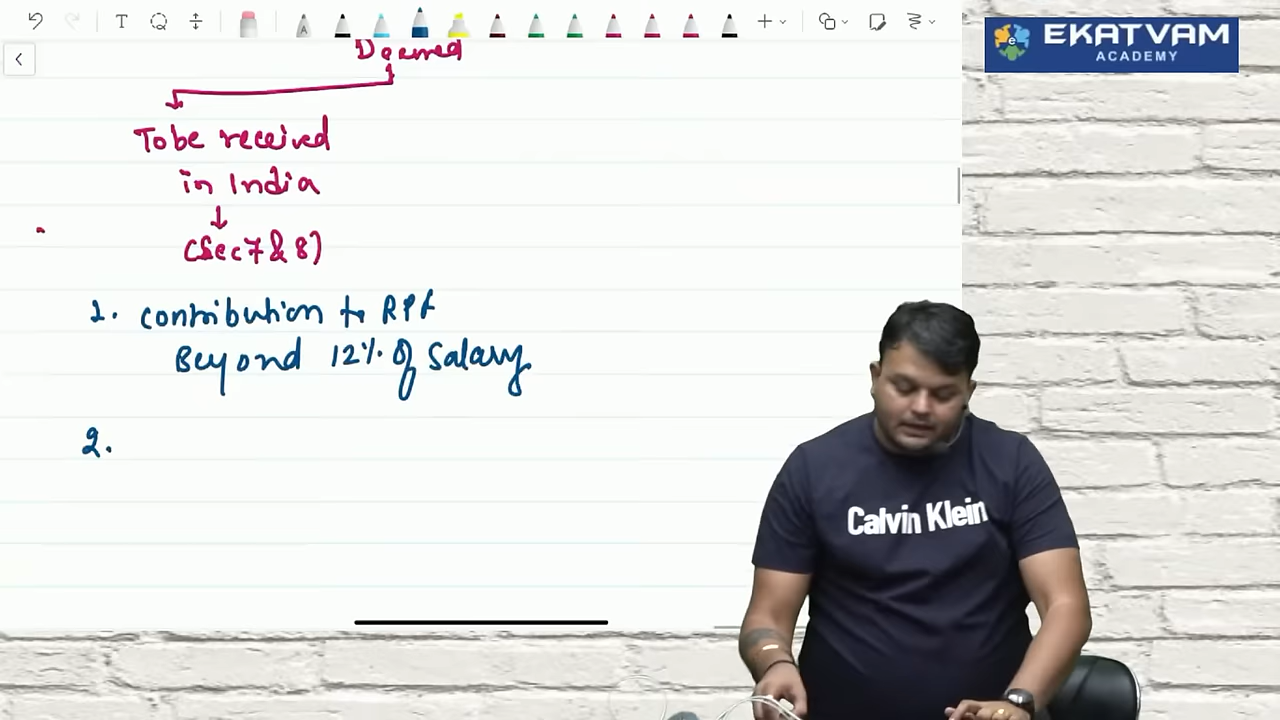 T
A
EKATVAM
ACADEMY
Deemed
To be received
in India
(Sec 7 & 8)
1. Contribution to RPF
Beyond 12% of Salary
2.
Calvin Klein